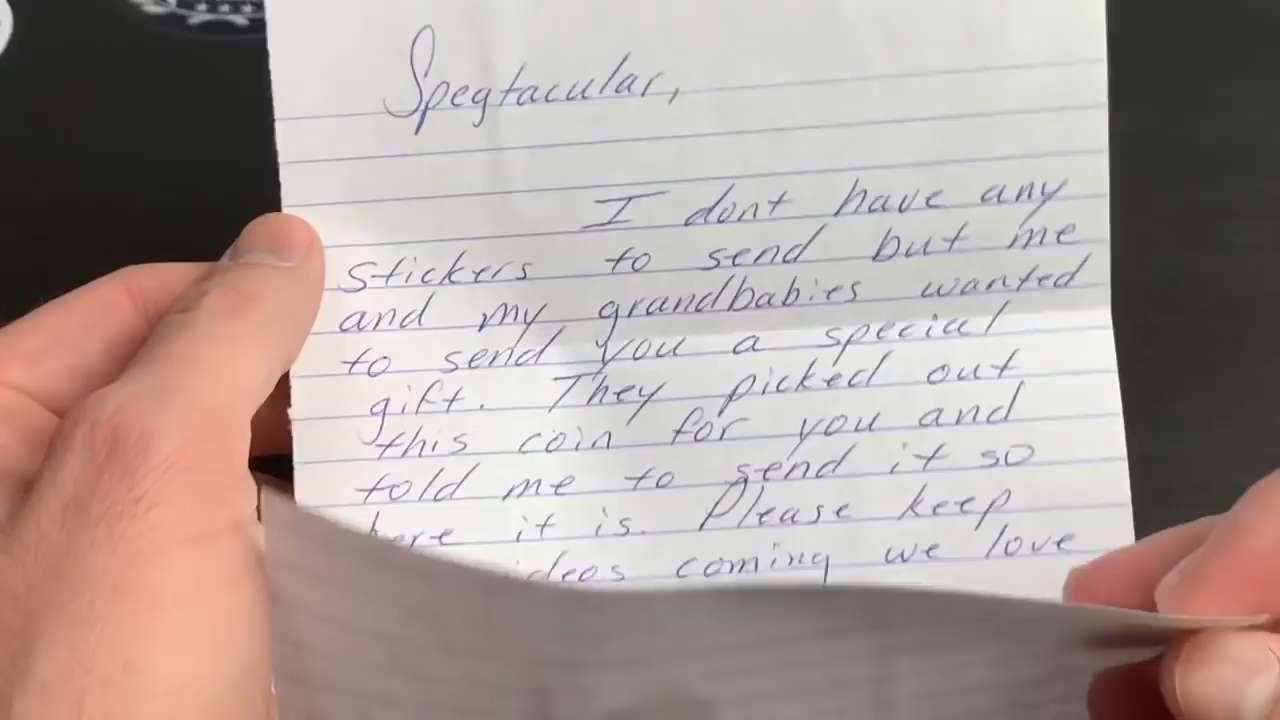 Spegtacular,
I dont have any
stickers to send but me
and my grandbabies wanted
to send you a special
gift. They picked out
this coin for you and
told me to send it so
here it is. Please keep
coming we love